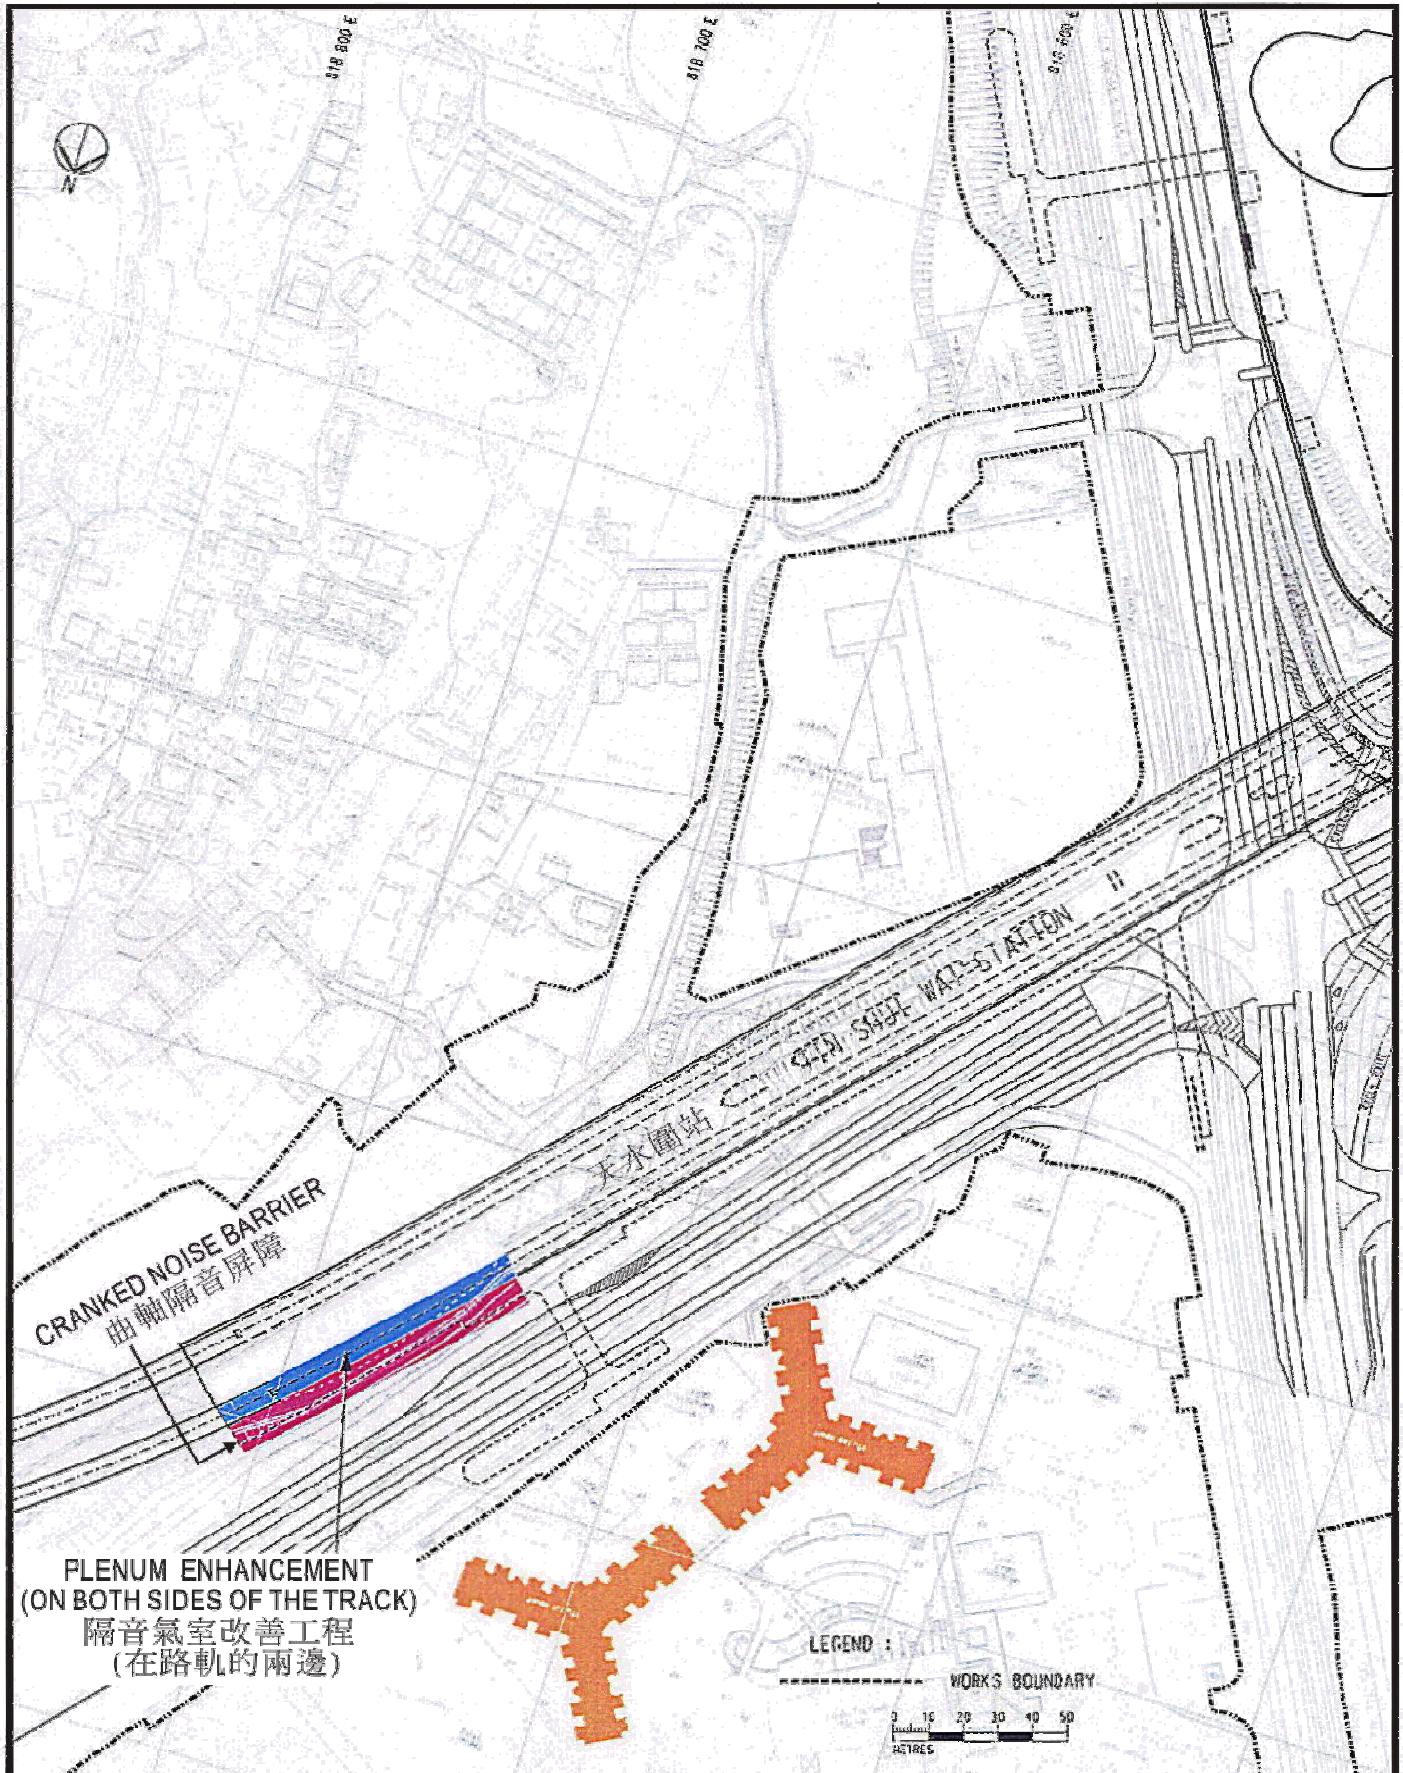 818 800 E
818 700 E
818 600 E
N
TIN SHUI WAI STATION
天水圍站
CRANKED NOISE BARRIER
曲軸隔音屏障
PLENUM ENHANCEMENT
(ON BOTH SIDES OF THE TRACK)
隔音氣室改善工程
(在路軌的兩邊)
LEGEND :
WORKS BOUNDARY
0 10 20 30 40 50
METRES